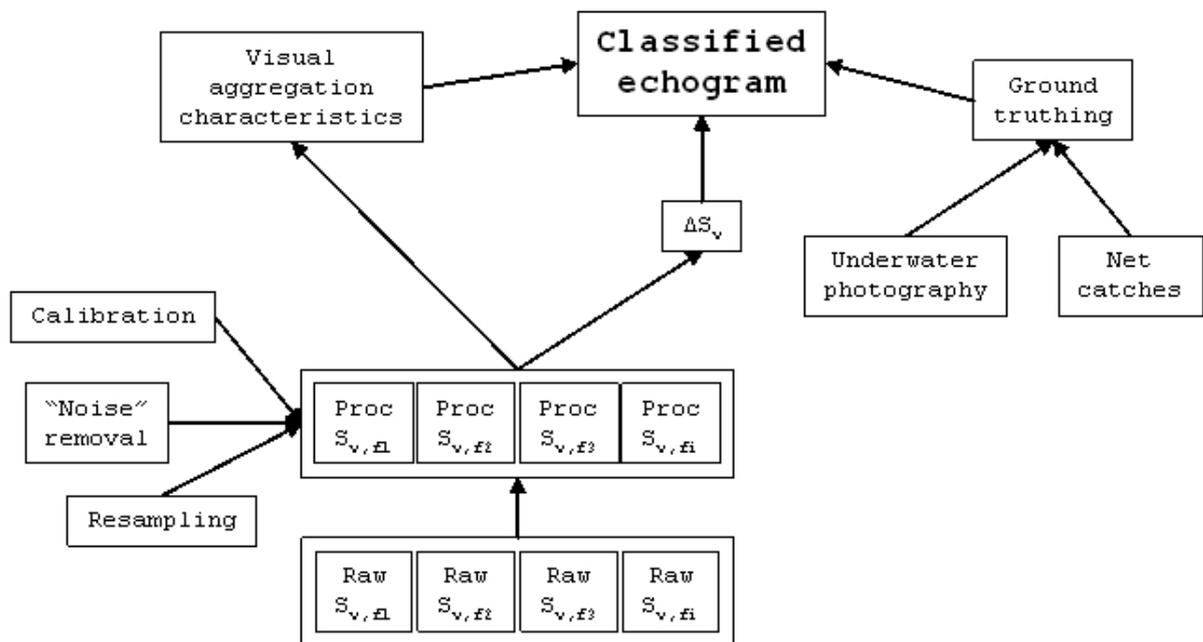 Visual
aggregation
characteristics
Classified
echogram
Ground
truthing
ΔSv
Underwater
photography
Net
catches
Calibration
“Noise”
removal
Resampling
Proc
Sv,f1
Proc
Sv,f2
Proc
Sv,f3
Proc
Sv,fi
Raw
Sv,f1
Raw
Sv,f2
Raw
Sv,f3
Raw
Sv,fi